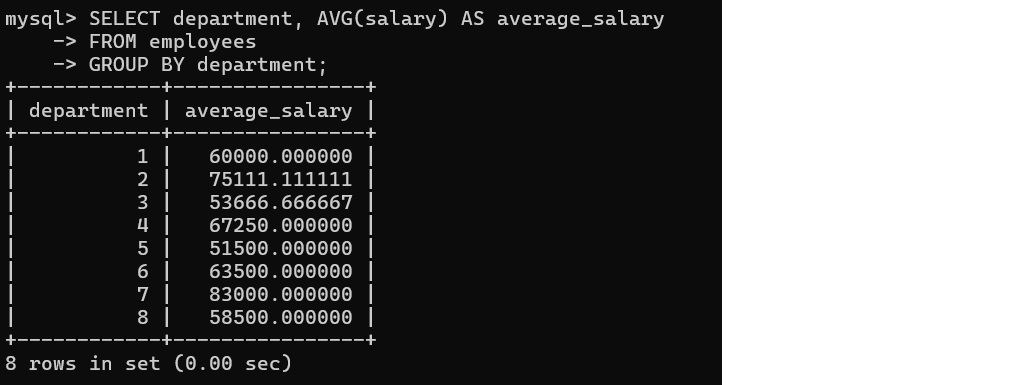 mysql> SELECT department, AVG(salary) AS average_salary
    -> FROM employees
    -> GROUP BY department;
+------------+----------------+
| department | average_salary |
+------------+----------------+
|          1 |   60000.000000 |
|          2 |   75111.111111 |
|          3 |   53666.666667 |
|          4 |   67250.000000 |
|          5 |   51500.000000 |
|          6 |   63500.000000 |
|          7 |   83000.000000 |
|          8 |   58500.000000 |
+------------+----------------+
8 rows in set (0.00 sec)